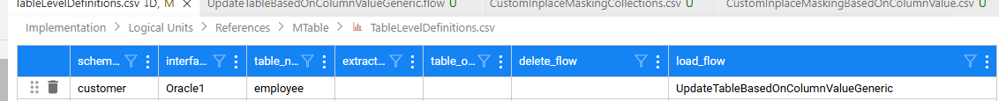 TableLevelDefinitions.csv ↓D, M
UpdateTableBasedOnColumnValueGeneric.flow U
CustomInplaceMaskingCollections.csv U
CustomInplaceMaskingBasedOnColumnValue.csv U
Implementation > Logical Units > References > MTable > TableLevelDefinitions.csv
schem... interfa... table_n... extract... table_o... delete_flow load_flow
customer Oracle1 employee UpdateTableBasedOnColumnValueGeneric